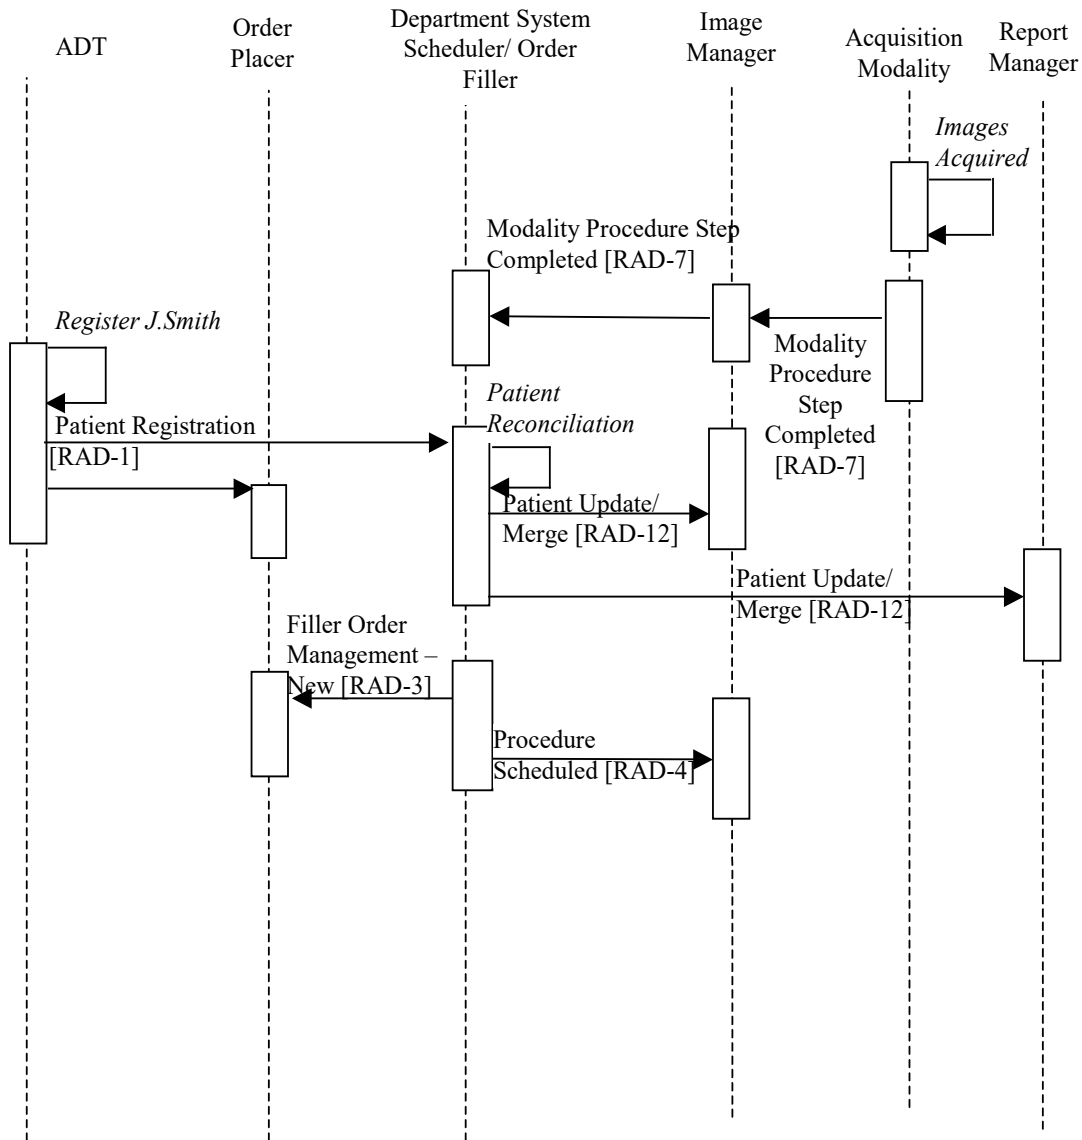 ADT
Order
Placer
Department System
Scheduler/ Order
Filler
Image
Manager
Acquisition
Modality
Report
Manager
Images
Acquired
Modality Procedure Step
Completed [RAD-7]
Modality
Procedure
Step
Completed
[RAD-7]
Register J.Smith
Patient Registration
[RAD-1]
Patient
Reconciliation
Patient Update/
Merge [RAD-12]
Patient Update/
Merge [RAD-12]
Filler Order
Management –
New [RAD-3]
Procedure
Scheduled [RAD-4]